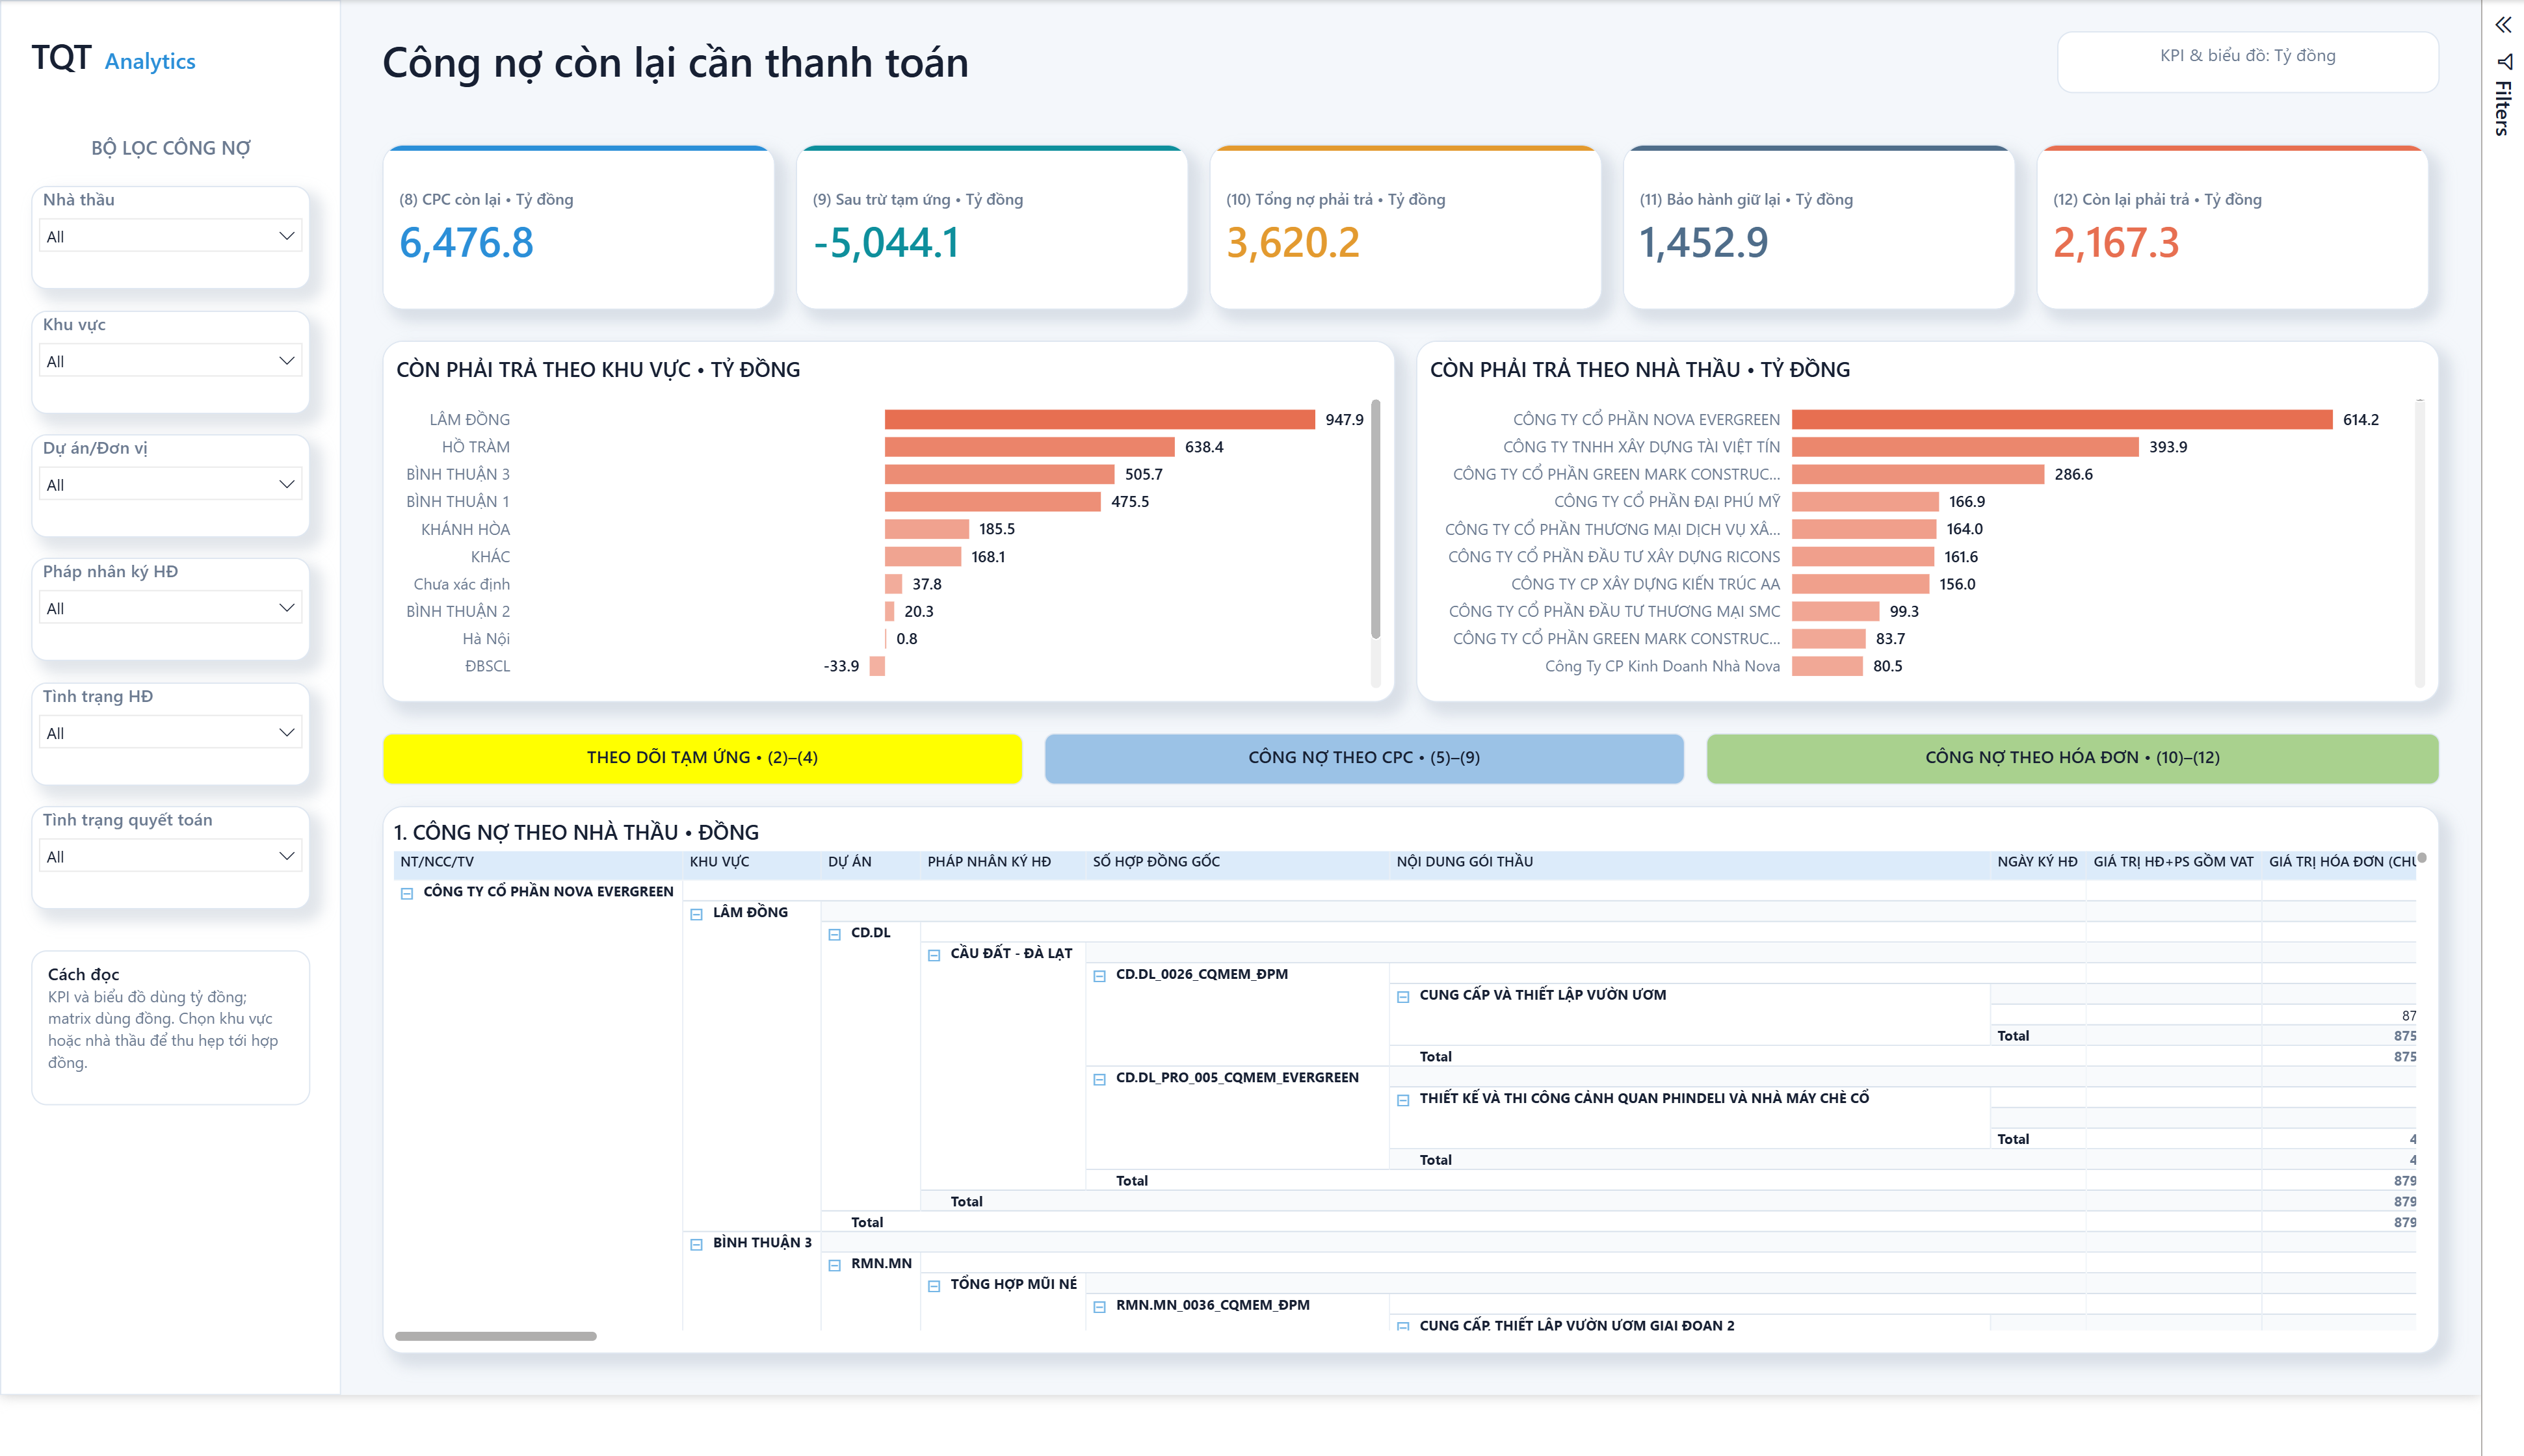 TQT Analytics
BỘ LỌC CÔNG NỢ
Nhà thầu
All
Khu vực
All
Dự án/Đơn vị
All
Pháp nhân ký HĐ
All
Tình trạng HĐ
All
Tình trạng quyết toán
All
Cách đọc
KPI và biểu đồ dùng tỷ đồng;
matrix dùng đồng. Chọn khu vực
hoặc nhà thầu để thu hẹp tới hợp
đồng.
Công nợ còn lại cần thanh toán
KPI & biểu đồ: Tỷ đồng
(8) CPC còn lại • Tỷ đồng
6,476.8
(9) Sau trừ tạm ứng • Tỷ đồng
-5,044.1
(10) Tổng nợ phải trả • Tỷ đồng
3,620.2
(11) Bảo hành giữ lại • Tỷ đồng
1,452.9
(12) Còn lại phải trả • Tỷ đồng
2,167.3
CÒN PHẢI TRẢ THEO KHU VỰC • TỶ ĐỒNG
LÂM ĐỒNG 947.9
HỒ TRÀM 638.4
BÌNH THUẬN 3 505.7
BÌNH THUẬN 1 475.5
KHÁNH HÒA 185.5
KHÁC 168.1
Chưa xác định 37.8
BÌNH THUẬN 2 20.3
Hà Nội 0.8
ĐBSCL -33.9
CÒN PHẢI TRẢ THEO NHÀ THẦU • TỶ ĐỒNG
CÔNG TY CỔ PHẦN NOVA EVERGREEN 614.2
CÔNG TY TNHH XÂY DỰNG TÀI VIỆT TÍN 393.9
CÔNG TY CỔ PHẦN GREEN MARK CONSTRUC... 286.6
CÔNG TY CỔ PHẦN ĐẠI PHÚ MỸ 166.9
CÔNG TY CỔ PHẦN THƯƠNG MẠI DỊCH VỤ XÂ... 164.0
CÔNG TY CỔ PHẦN ĐẦU TƯ XÂY DỰNG RICONS 161.6
CÔNG TY CP XÂY DỰNG KIẾN TRÚC AA 156.0
CÔNG TY CỔ PHẦN ĐẦU TƯ THƯƠNG MẠI SMC 99.3
CÔNG TY CỔ PHẦN GREEN MARK CONSTRUC... 83.7
Công Ty CP Kinh Doanh Nhà Nova 80.5
THEO DÕI TẠM ỨNG • (2)–(4)
CÔNG NỢ THEO CPC • (5)–(9)
CÔNG NỢ THEO HÓA ĐƠN • (10)–(12)
1. CÔNG NỢ THEO NHÀ THẦU • ĐỒNG
NT/NCC/TV KHU VỰC DỰ ÁN PHÁP NHÂN KÝ HĐ SỐ HỢP ĐỒNG GỐC NỘI DUNG GÓI THẦU NGÀY KÝ HĐ GIÁ TRỊ HĐ+PS GỒM VAT GIÁ TRỊ HÓA ĐƠN (CHƯ
CÔNG TY CỔ PHẦN NOVA EVERGREEN
LÂM ĐỒNG
CD.DL
CẦU ĐẤT - ĐÀ LẠT
CD.DL_0026_CQMEM_ĐPM
CUNG CẤP VÀ THIẾT LẬP VƯỜN ƯƠM
87
Total 875
Total 875
CD.DL_PRO_005_CQMEM_EVERGREEN
THIẾT KẾ VÀ THI CÔNG CẢNH QUAN PHINDELI VÀ NHÀ MÁY CHÈ CỔ
Total 4
Total 4
Total 879
Total 879
Total 879
BÌNH THUẬN 3
RMN.MN
TỔNG HỢP MŨI NÉ
RMN.MN_0036_CQMEM_ĐPM
CUNG CẤP, THIẾT LẬP VƯỜN ƯƠM GIAI ĐOẠN 2
Filters